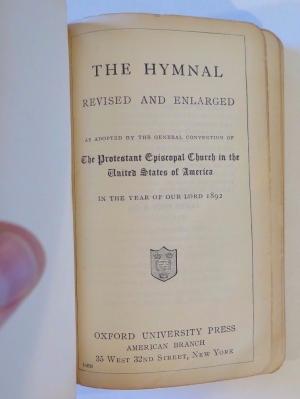 THE HYMNAL
REVISED AND ENLARGED
AS ADOPTED BY THE GENERAL CONVENTION OF
The Protestant Episcopal Church in the
United States of America
IN THE YEAR OF OUR LORD 1892
OXFORD UNIVERSITY PRESS
AMERICAN BRANCH
35 WEST 32ND STREET, NEW YORK